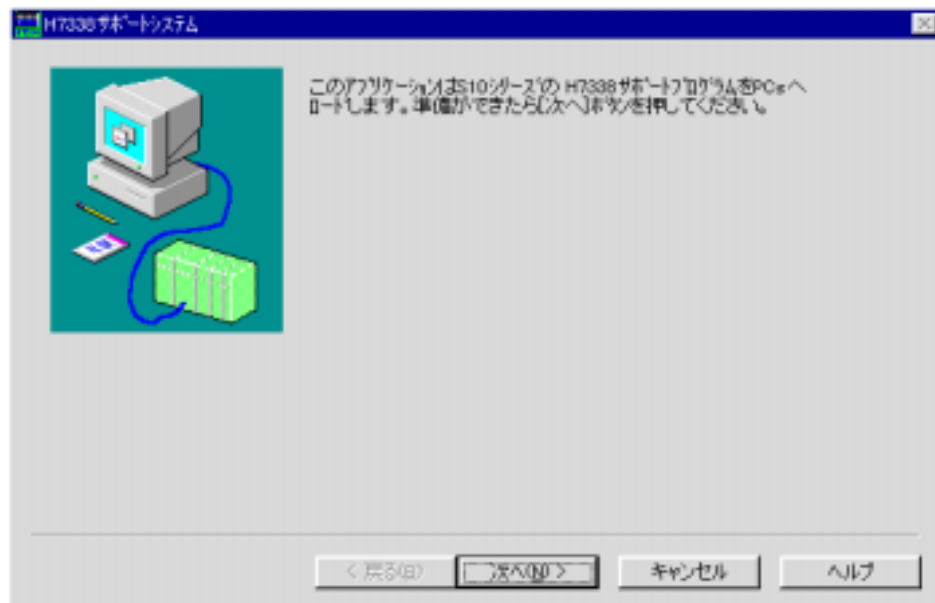 H7338ｻﾎﾟｰﾄｼｽﾃﾑ
このｱﾌﾟﾘｹｰｼｮﾝはS10ｼﾘｰｽﾞの H7338ｻﾎﾟｰﾄﾌﾟﾛｸﾞﾗﾑをPCsへ
ﾛｰﾄﾞします。準備ができたら[次へ]ﾎﾞﾀﾝを押してください。
< 戻る(B)
次へ(N) >
キャンセル
ヘルプ